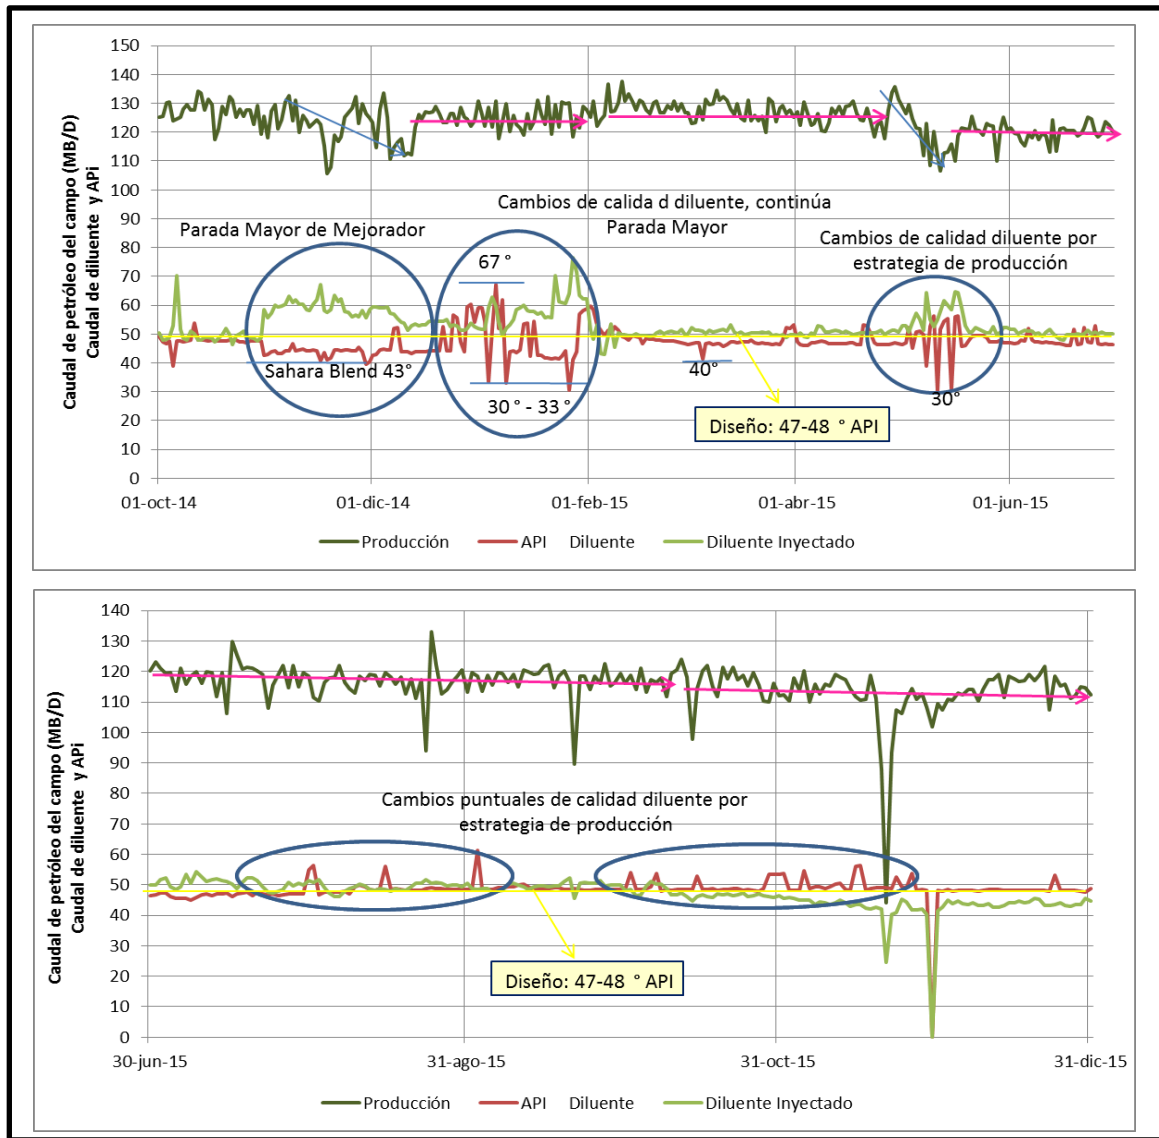 150
140
130
120
110
100
90
80
70
60
50
40
30
20
10
0
Caudal de petróleo del campo (MB/D)
Caudal de diluente y APi
Parada Mayor de Mejorador
Cambios de calida d diluente, continúa
Parada Mayor
Cambios de calidad diluente por
estrategia de producción
67 °
Sahara Blend 43°
30 ° - 33 °
40°
30°
Diseño: 47-48 ° API
01-oct-14
01-dic-14
01-feb-15
01-abr-15
01-jun-15
Producción
API Diluente
Diluente Inyectado
140
130
120
110
100
90
80
70
60
50
40
30
20
10
0
Caudal de petróleo del campo (MB/D)
Caudal de diluente y APi
Cambios puntuales de calidad diluente por
estrategia de producción
Diseño: 47-48 ° API
30-jun-15
31-ago-15
31-oct-15
31-dic-15
Producción
API Diluente
Diluente Inyectado